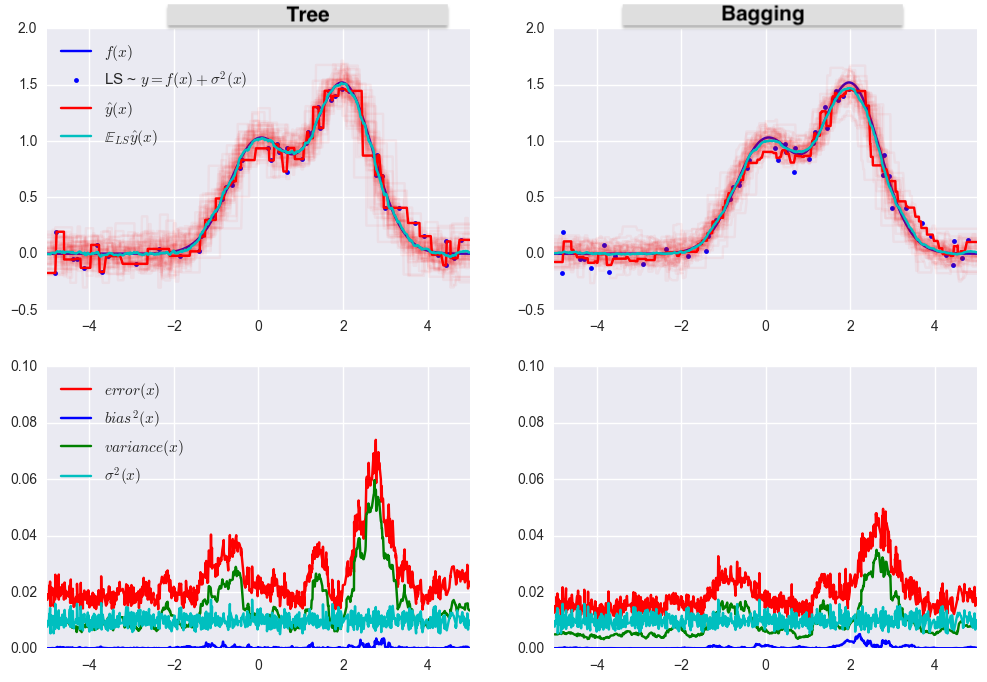 Tree
Bagging
2.0
1.5
1.0
0.5
0.0
−0.5
f(x)
LS ~ y = f(x) + σ²(x)
ŷ(x)
𝔼_LS ŷ(x)
−4 −2 0 2 4
2.0
1.5
1.0
0.5
0.0
−0.5
−4 −2 0 2 4
0.10
0.08
0.06
0.04
0.02
0.00
error(x)
bias²(x)
variance(x)
σ²(x)
−4 −2 0 2 4
0.10
0.08
0.06
0.04
0.02
0.00
−4 −2 0 2 4